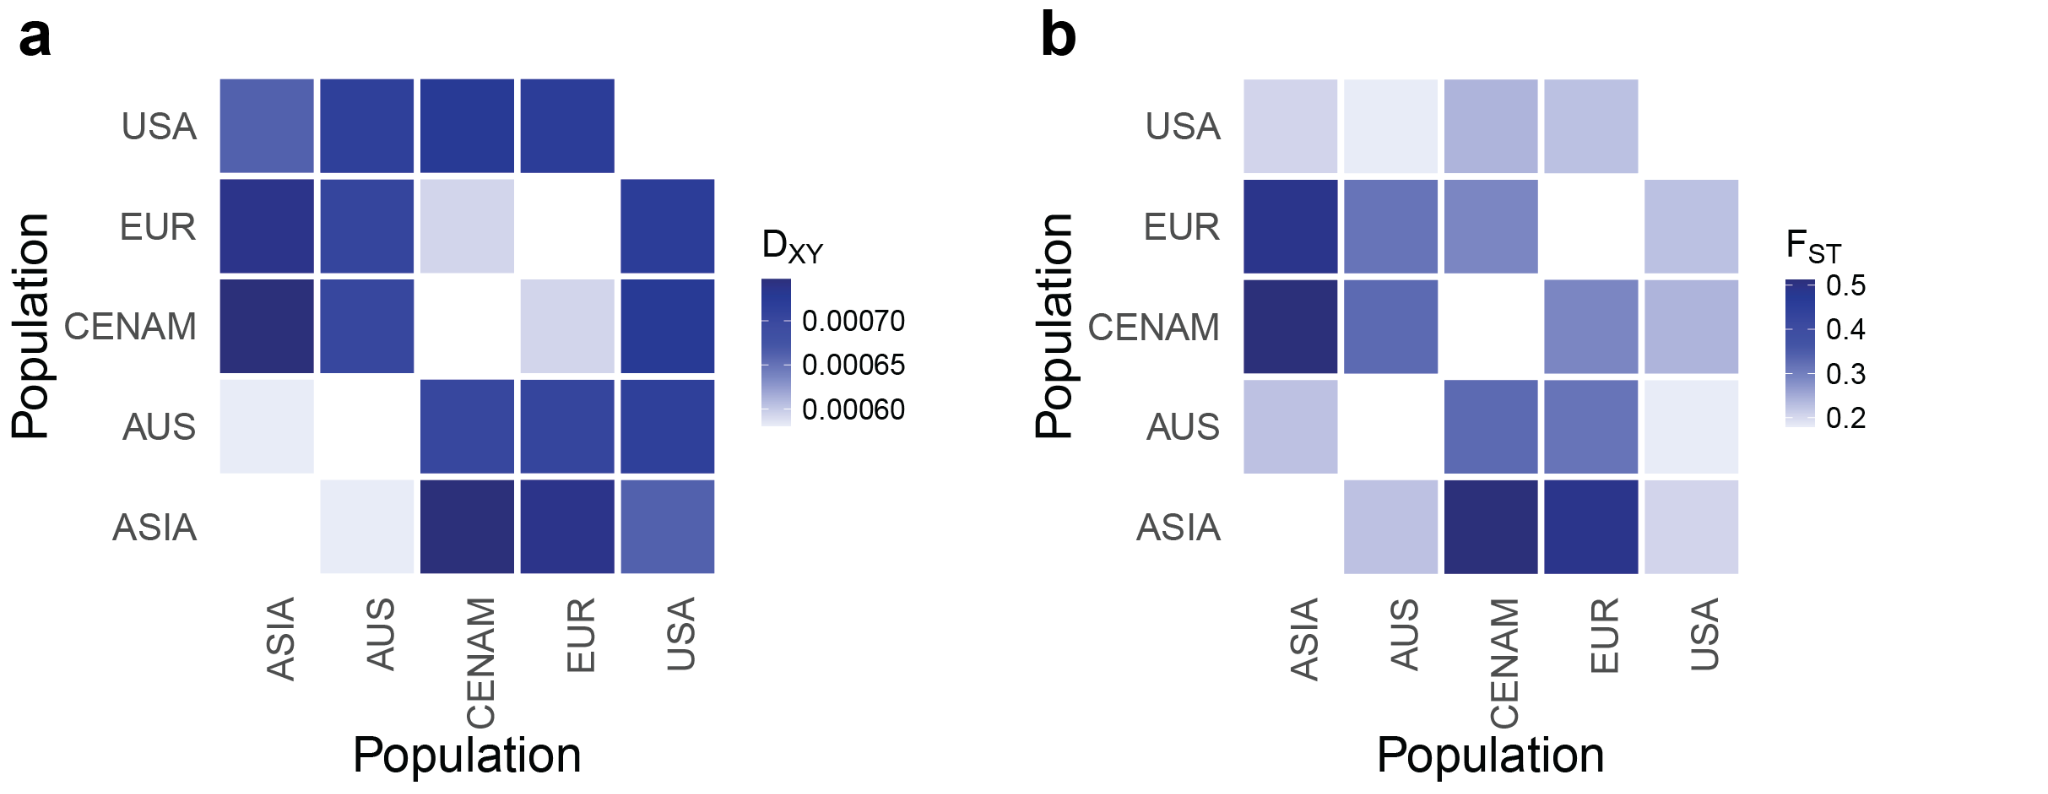 a
USA
EUR
CENAM
AUS
ASIA
Population
ASIA
AUS
CENAM
EUR
USA
Population
DXY
0.00070
0.00065
0.00060
b
USA
EUR
CENAM
AUS
ASIA
Population
ASIA
AUS
CENAM
EUR
USA
Population
FST
0.5
0.4
0.3
0.2